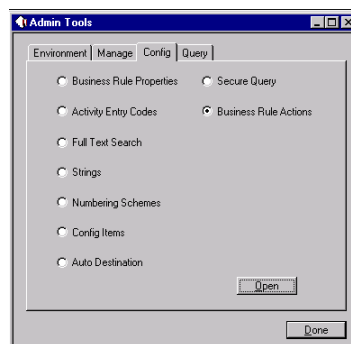 Admin Tools
Environment Manage Config Query
Business Rule Properties
Secure Query
Activity Entry Codes
Business Rule Actions
Full Text Search
Strings
Numbering Schemes
Config Items
Auto Destination
Open
Done